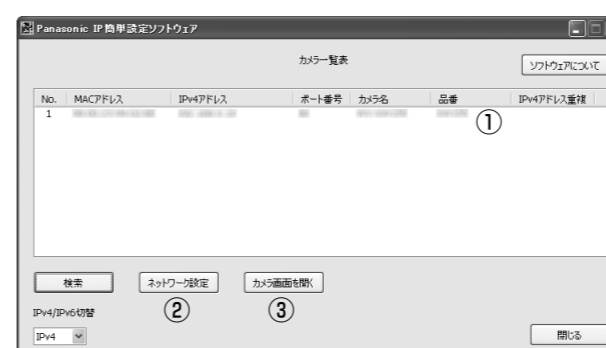 Panasonic IP簡単設定ソフトウェア
カメラ一覧表
ソフトウェアについて
No. MACアドレス IPv4アドレス ポート番号 カメラ名 品番 IPv4アドレス重複
1
①
検索 ネットワーク設定 カメラ画面を開く
② ③
IPv4/IPv6切替
IPv4 閉じる